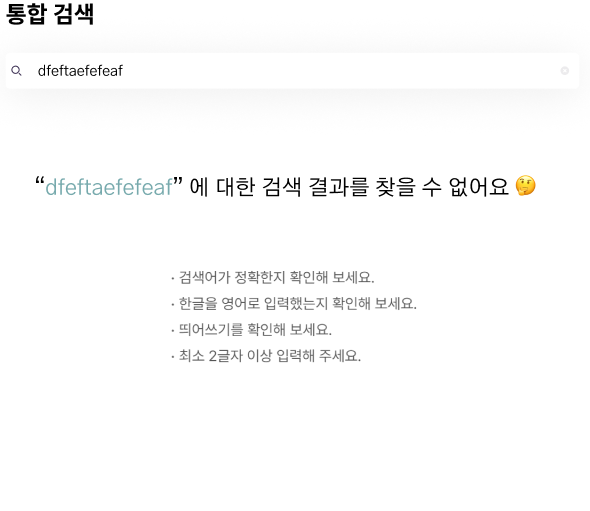 통합 검색
dfeftaefefeaf
“dfeftaefefeaf” 에 대한 검색 결과를 찾을 수 없어요 🤔
· 검색어가 정확한지 확인해 보세요.
· 한글을 영어로 입력했는지 확인해 보세요.
· 띄어쓰기를 확인해 보세요.
· 최소 2글자 이상 입력해 주세요.